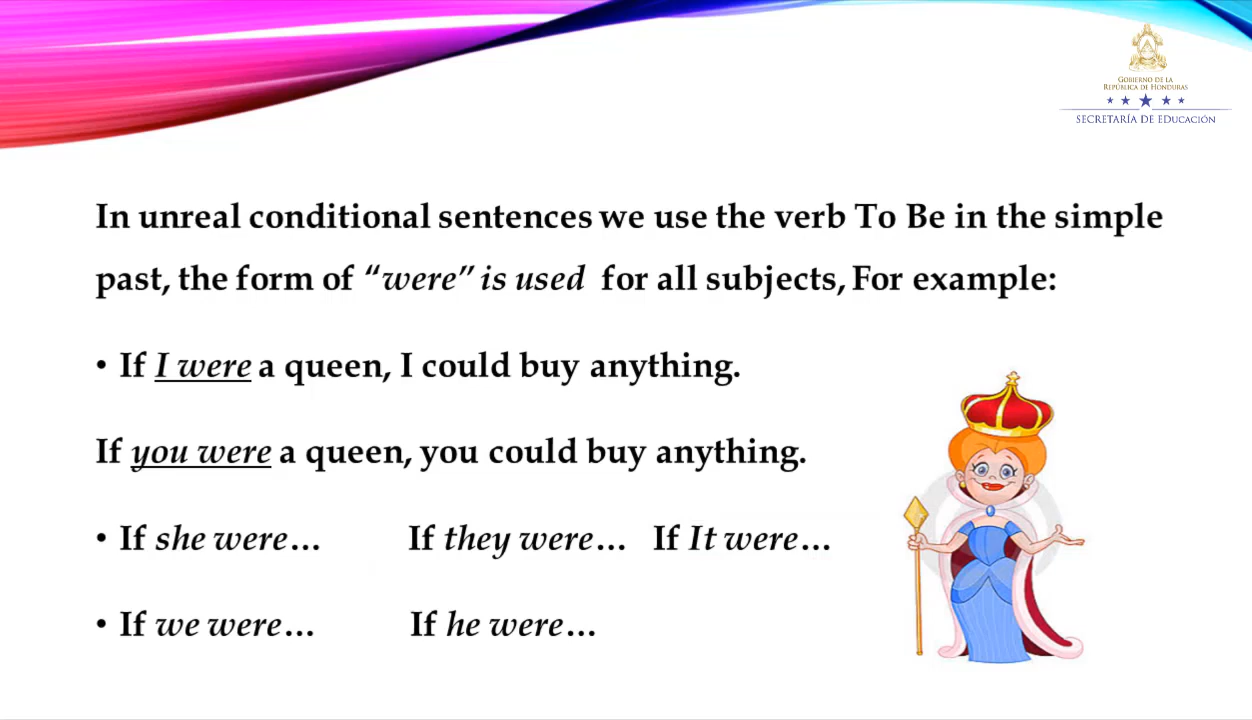 GOBIERNO DE LA
REPÚBLICA DE HONDURAS
SECRETARÍA DE EDUCACIÓN
In unreal conditional sentences we use the verb To Be in the simple
past, the form of “were” is used for all subjects, For example:
• If I were a queen, I could buy anything.
If you were a queen, you could buy anything.
• If she were… If they were… If It were…
• If we were… If he were…